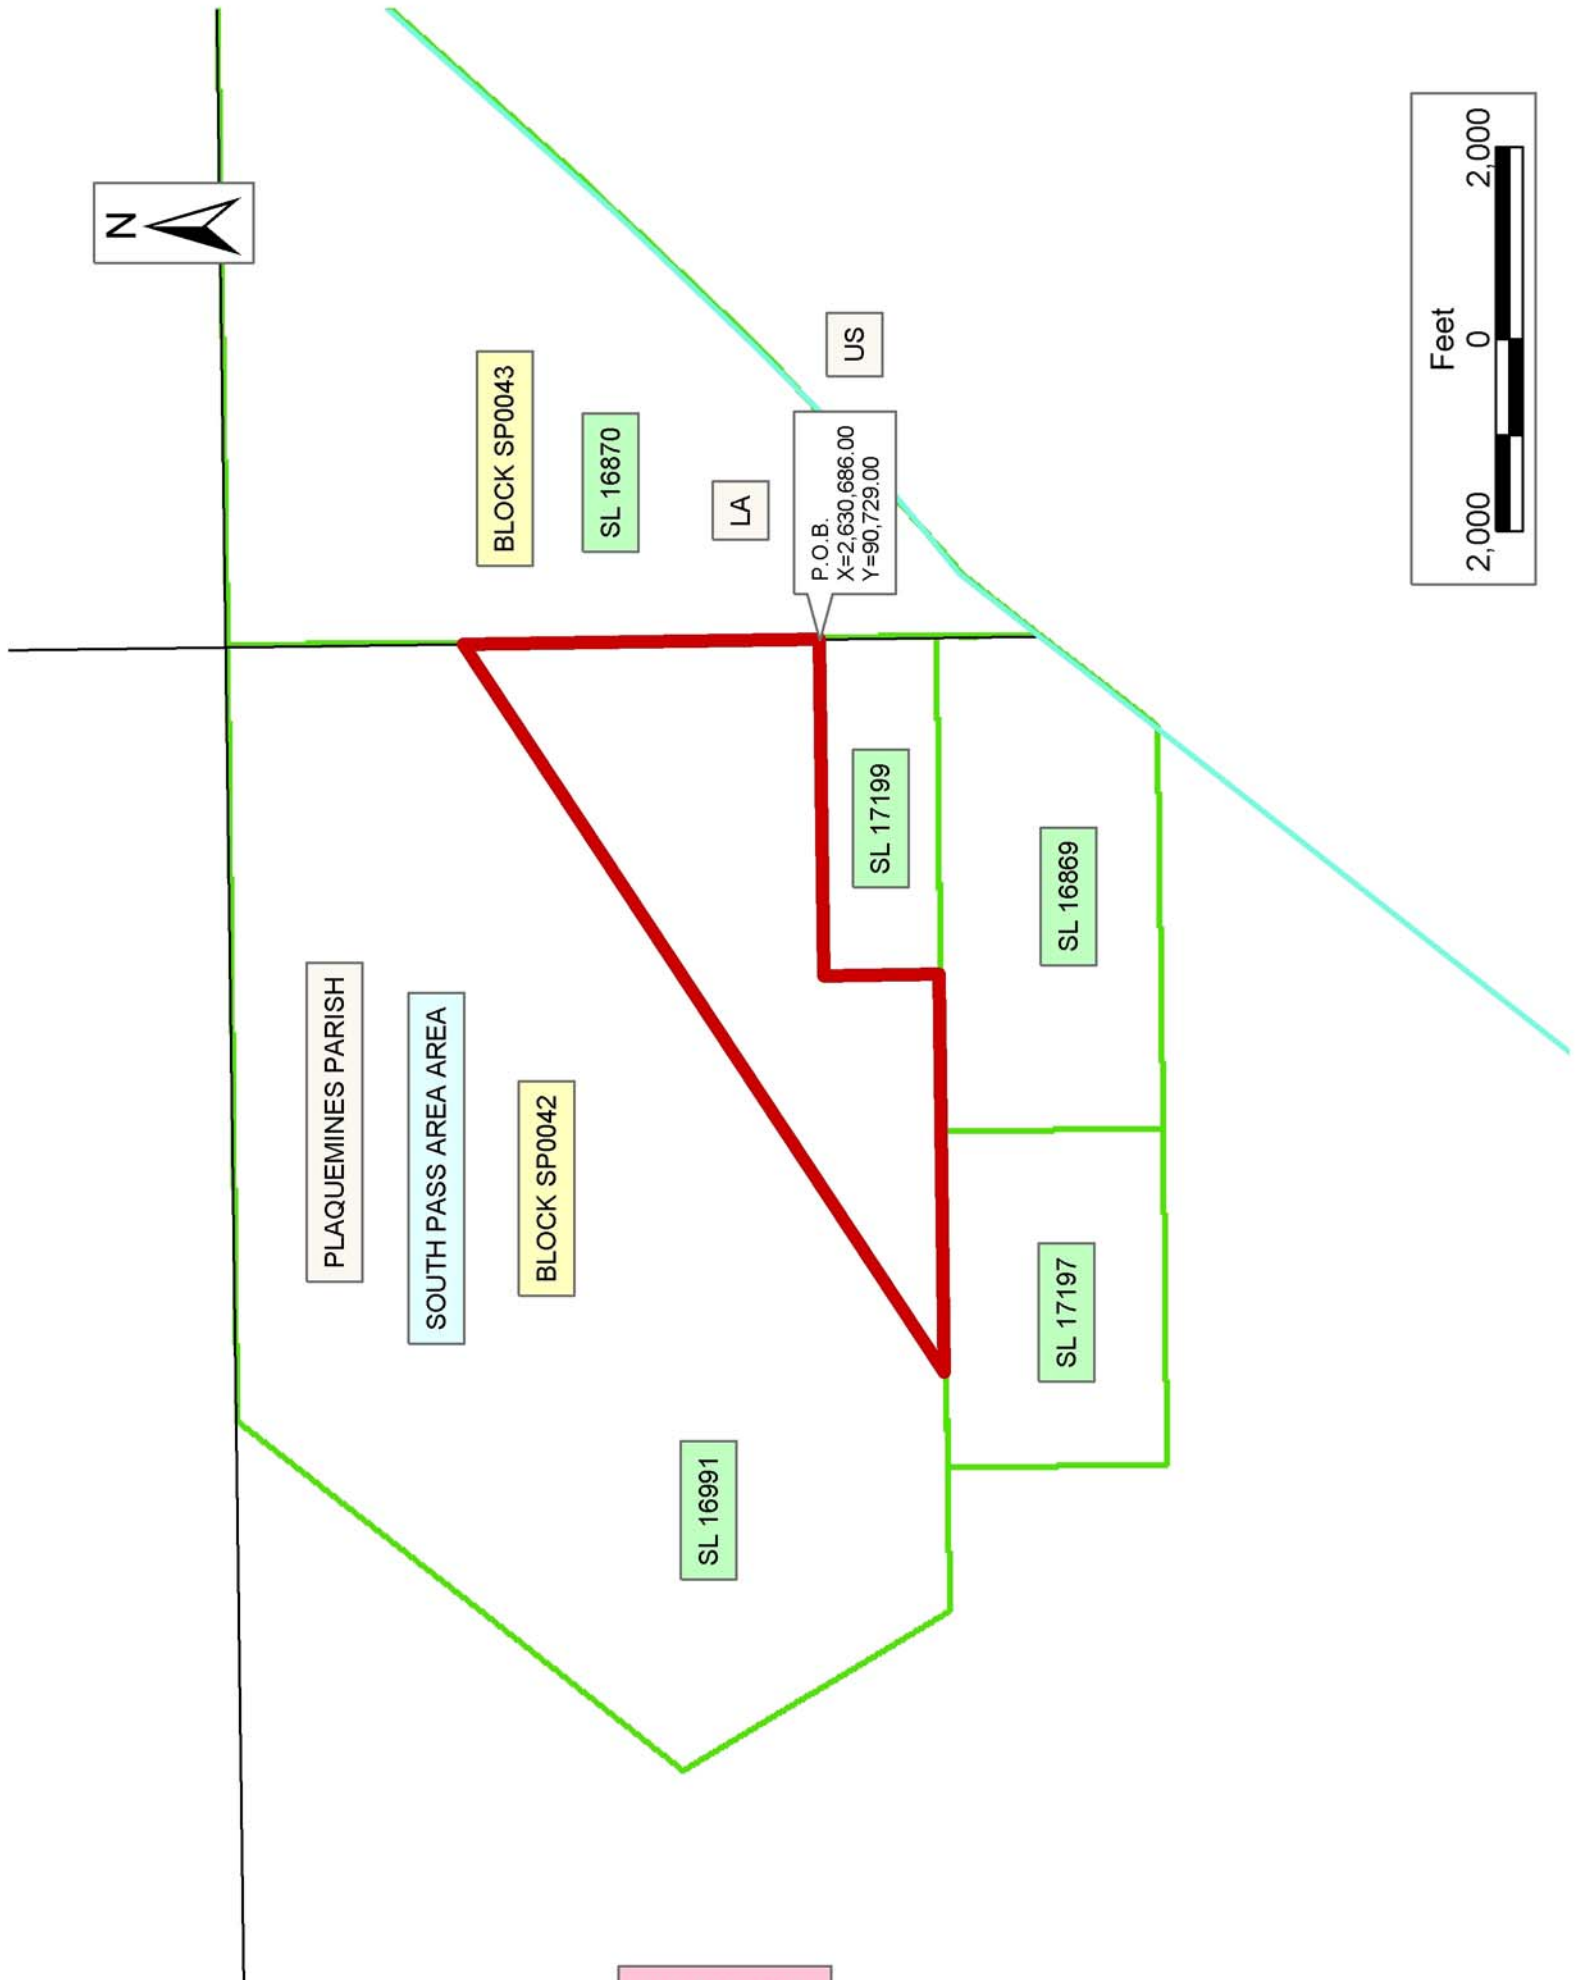 N
PLAQUEMINES PARISH
SOUTH PASS AREA AREA
BLOCK SP0042
BLOCK SP0043
SL 16870
LA
US
P.O.B.
X=2,630,686.00
Y=90,729.00
SL 17199
SL 16869
SL 17197
SL 16991
Feet
2,000 0 2,000